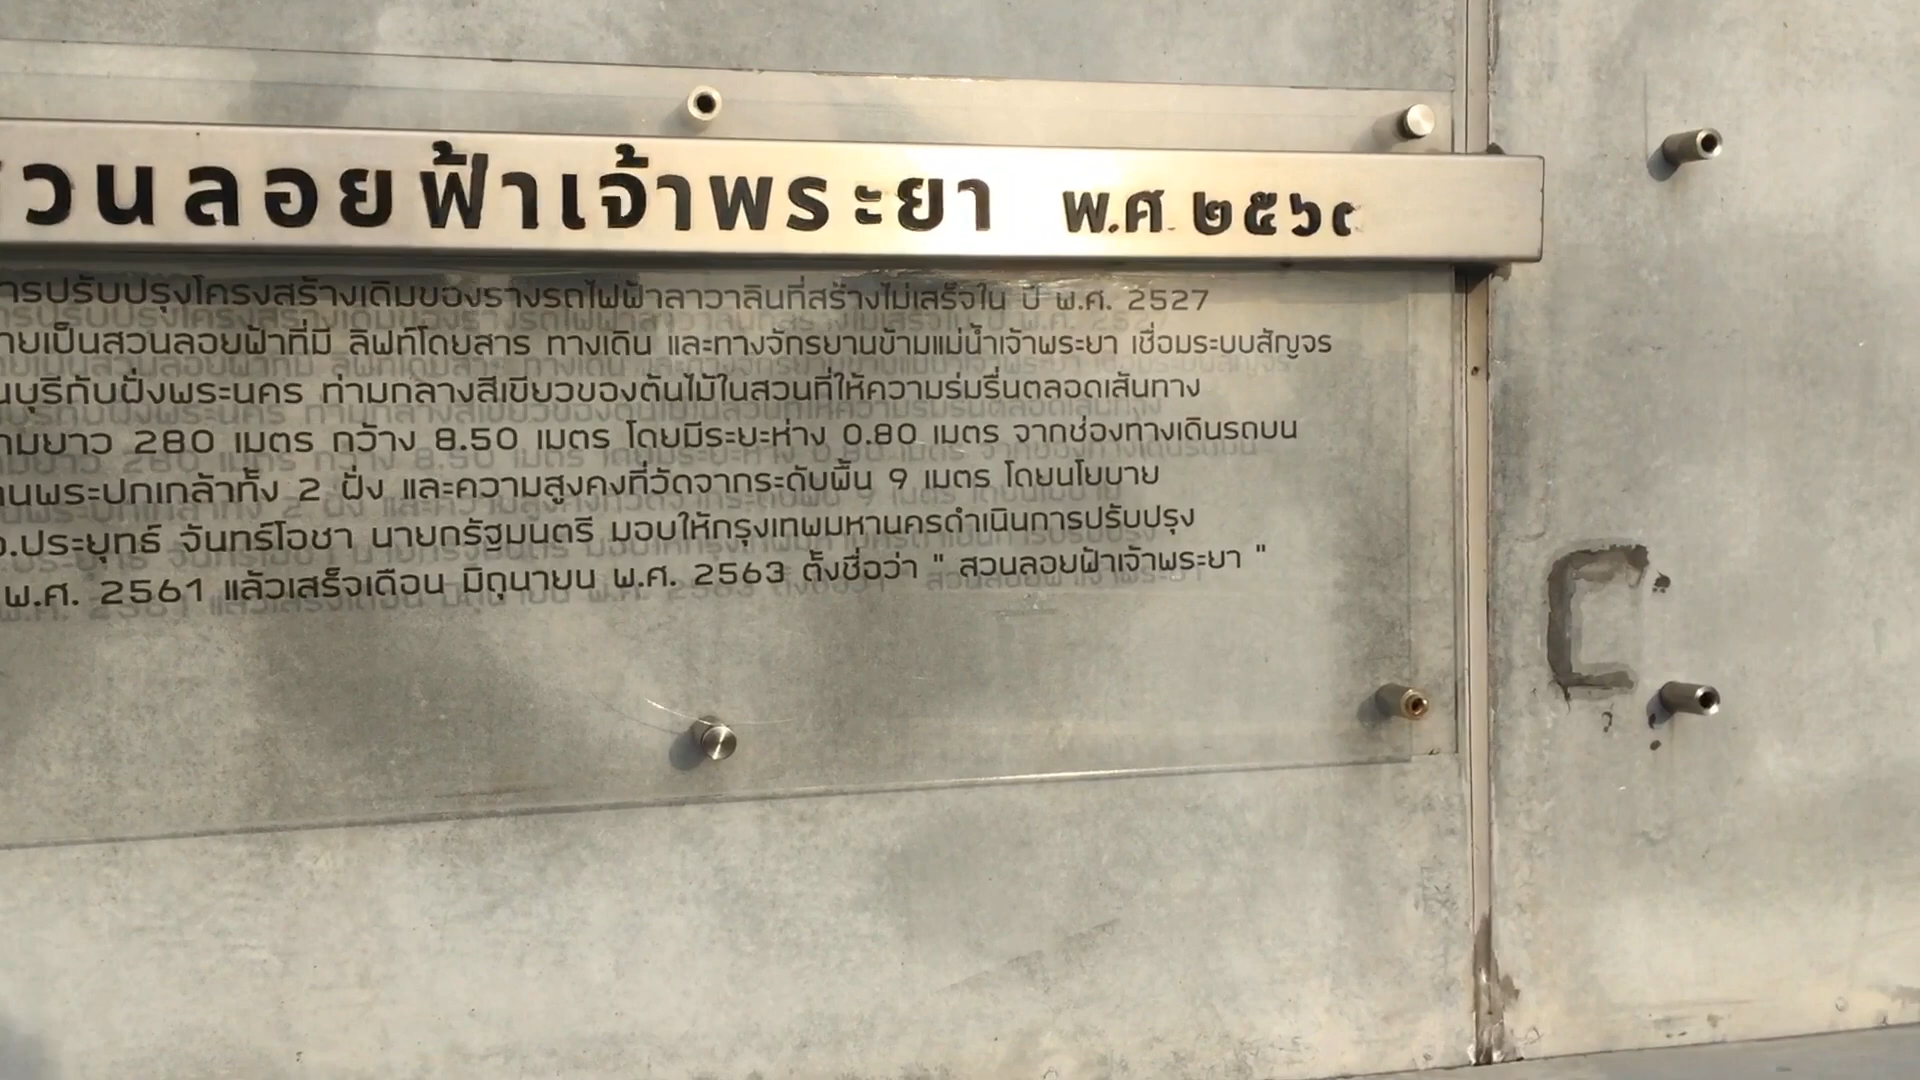 สวนลอยฟ้าเจ้าพระยา พ.ศ. ๒๕๖
ปรับปรุงโครงสร้างเดิมของรางรถไฟฟ้าลาวาลินที่สร้างไม่เสร็จใน ปี พ.ศ. 2527
เป็นสวนลอยฟ้าที่มี ลิฟท์โดยสาร ทางเดิน และทางจักรยานข้ามแม่น้ำเจ้าพระยา เชื่อมระบบสัญจร
กับฝั่งพระนคร ท่ามกลางสีเขียวของต้นไม้ในสวนที่ให้ความร่มรื่นตลอดเส้นทาง
280 เมตร กว้าง 8.50 เมตร โดยมีระยะห่าง 0.80 เมตร จากช่องทางเดินรถบน
พระปกเกล้าทั้ง 2 ฝั่ง และความสูงคงที่วัดจากระดับพื้น 9 เมตร โดยนโยบาย
ประยุทธ์ จันทร์โอชา นายกรัฐมนตรี มอบให้กรุงเทพมหานครดำเนินการปรับปรุง
พ.ศ. 2561 แล้วเสร็จเดือน มิถุนายน พ.ศ. 2563 ตั้งชื่อว่า " สวนลอยฟ้าเจ้าพระยา "